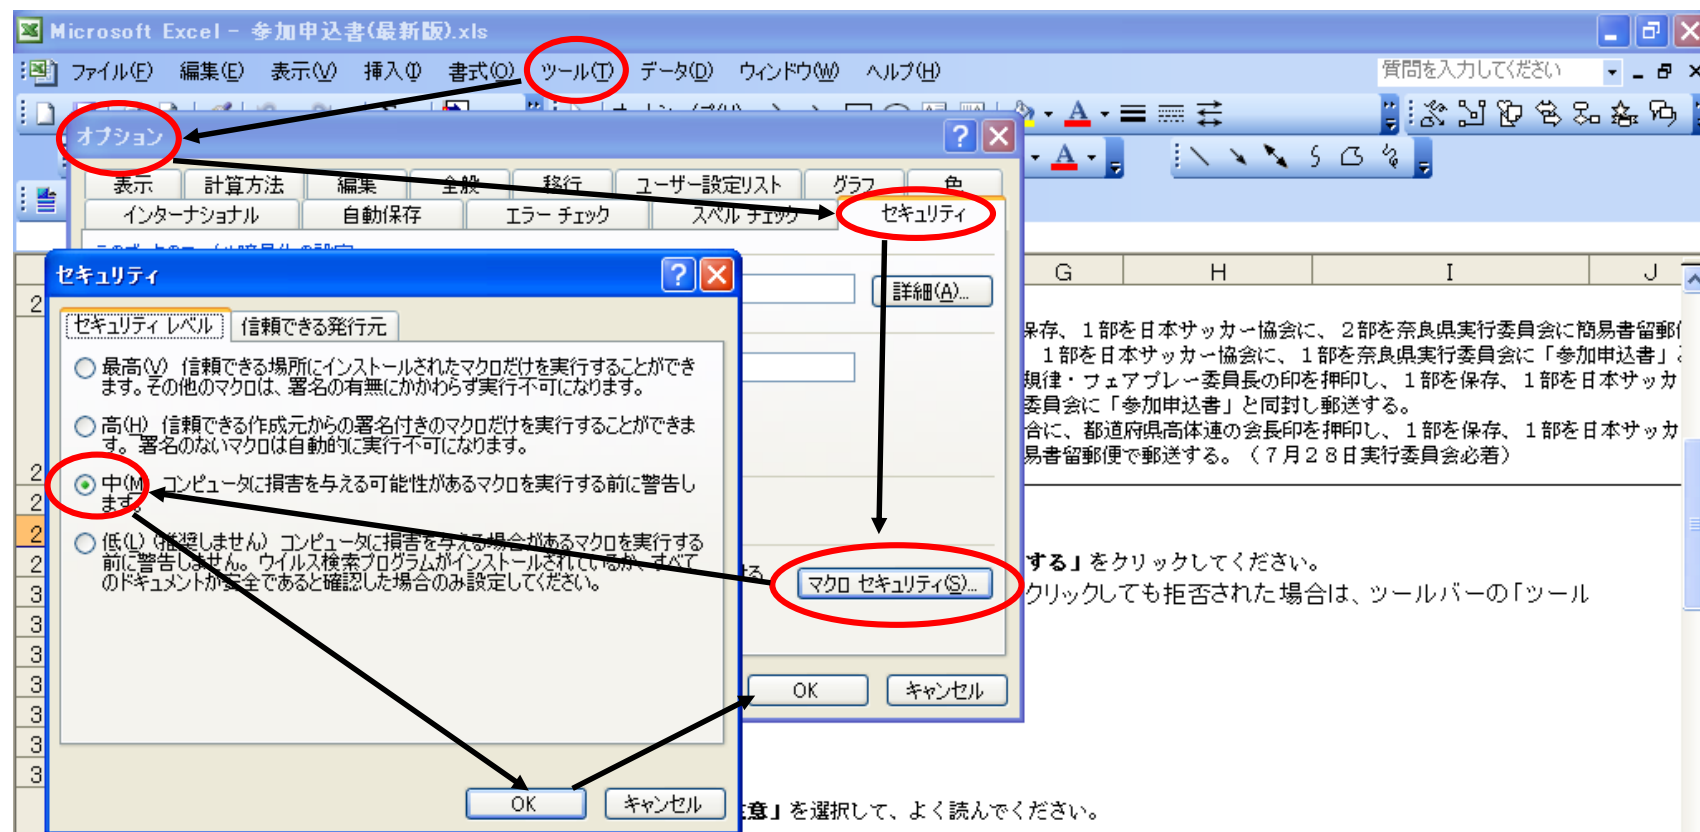 Microsoft Excel - 参加申込書(最新版).xls
ファイル(F) 編集(E) 表示(V) 挿入(I) 書式(O) ツール(T) データ(D) ウィンドウ(W) ヘルプ(H) 質問を入力してください
オプション
表示 計算方法 編集 全般 移行 ユーザー設定リスト グラフ 色
インターナショナル 自動保存 エラー チェック スペル チェック セキュリティ
詳細(A)...
マクロ セキュリティ(S)...
OK キャンセル
セキュリティ
セキュリティ レベル 信頼できる発行元
最高(V) 信頼できる場所にインストールされたマクロだけを実行することができ
ます。その他のマクロは、署名の有無にかかわらず実行不可になります。
高(H) 信頼できる作成元からの署名付きのマクロだけを実行することができま
す。署名のないマクロは自動的に実行不可になります。
中(M) コンピュータに損害を与える可能性があるマクロを実行する前に警告し
ます。
低(L) (推奨しません) コンピュータに損害を与える場合があるマクロを実行する
前に警告しません。ウイルス検索プログラムがインストールされているか、すべて
のドキュメントが安全であると確認した場合のみ設定してください。
OK キャンセル
G H I J
保存、1部を日本サッカー協会に、2部を奈良県実行委員会に簡易書留郵
1部を日本サッカー協会に、1部を奈良県実行委員会に「参加申込書」
規律・フェアプレー委員長の印を押印し、1部を保存、1部を日本サッカ
委員会に「参加申込書」と同封し郵送する。
合に、都道府県高体連の会長印を押印し、1部を保存、1部を日本サッカ
易書留郵便で郵送する。(7月28日実行委員会必着)
する」をクリックしてください。
クリックしても拒否された場合は、ツールバーの「ツール
意」を選択して、よく読んでください。